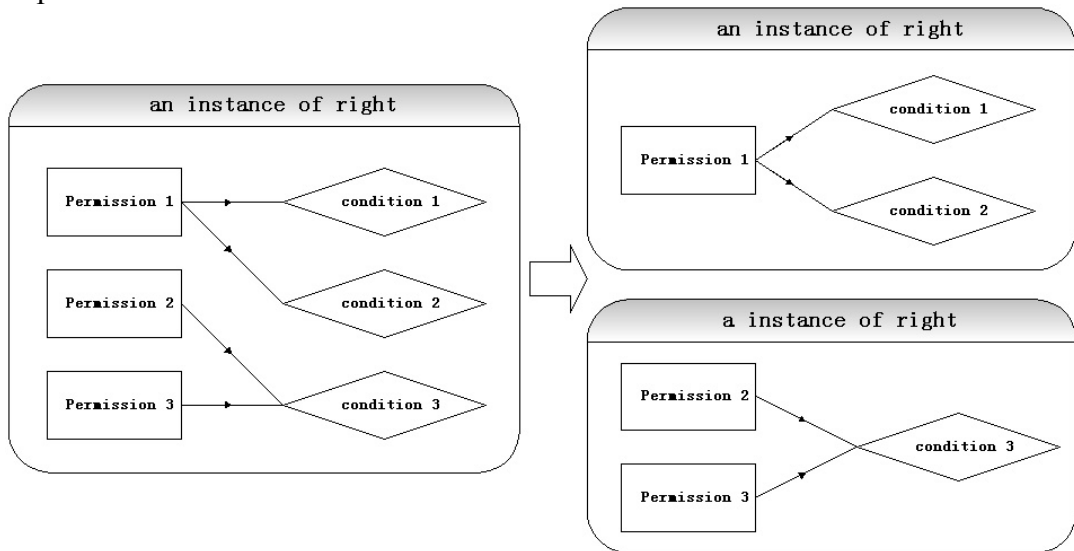 an instance of right
Permission 1
condition 1
Permission 2
condition 2
Permission 3
condition 3
an instance of right
Permission 1
condition 1
condition 2
a instance of right
Permission 2
Permission 3
condition 3